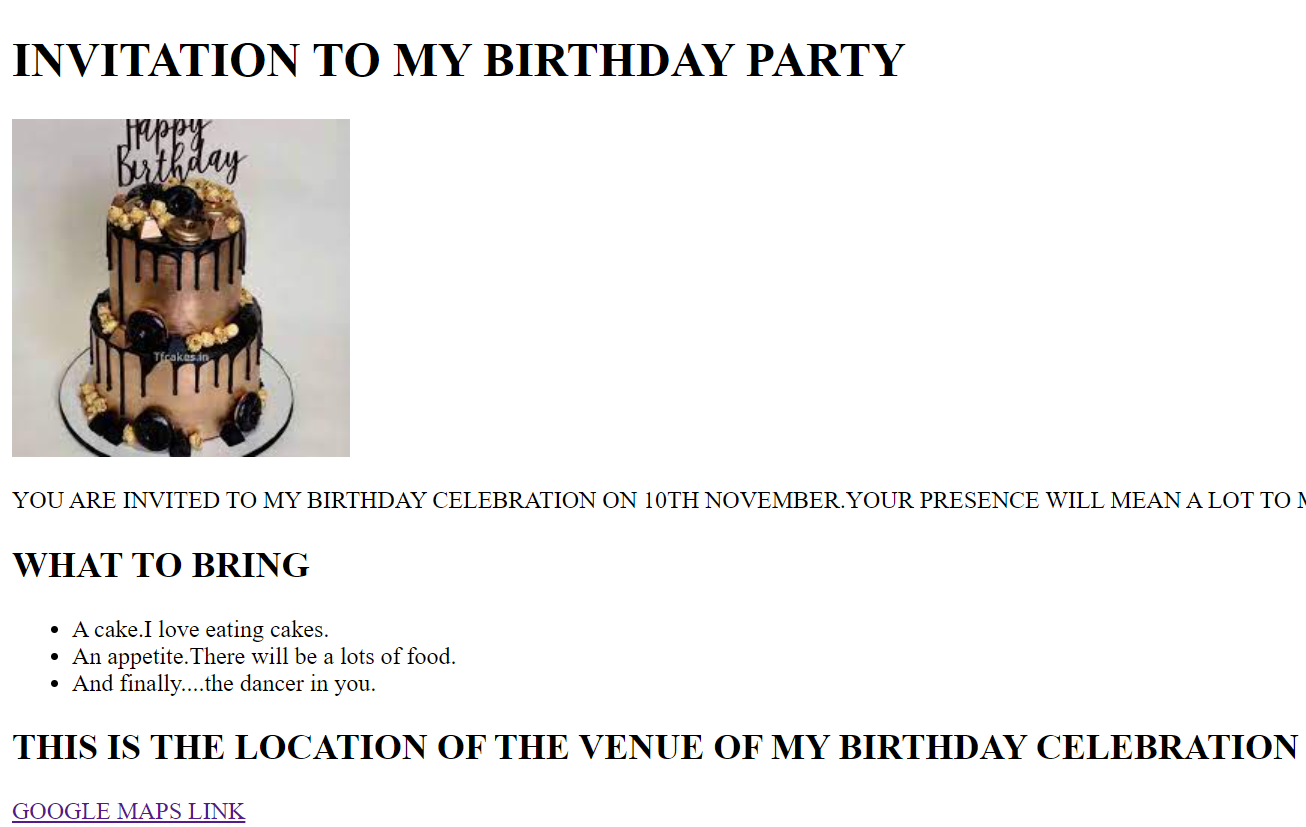 INVITATION TO MY BIRTHDAY PARTY
Happy
Birthday
Tfcakes.in
YOU ARE INVITED TO MY BIRTHDAY CELEBRATION ON 10TH NOVEMBER.YOUR PRESENCE WILL MEAN A LOT TO
WHAT TO BRING
A cake.I love eating cakes.
An appetite.There will be a lots of food.
And finally....the dancer in you.
THIS IS THE LOCATION OF THE VENUE OF MY BIRTHDAY CELEBRATION
GOOGLE MAPS LINK